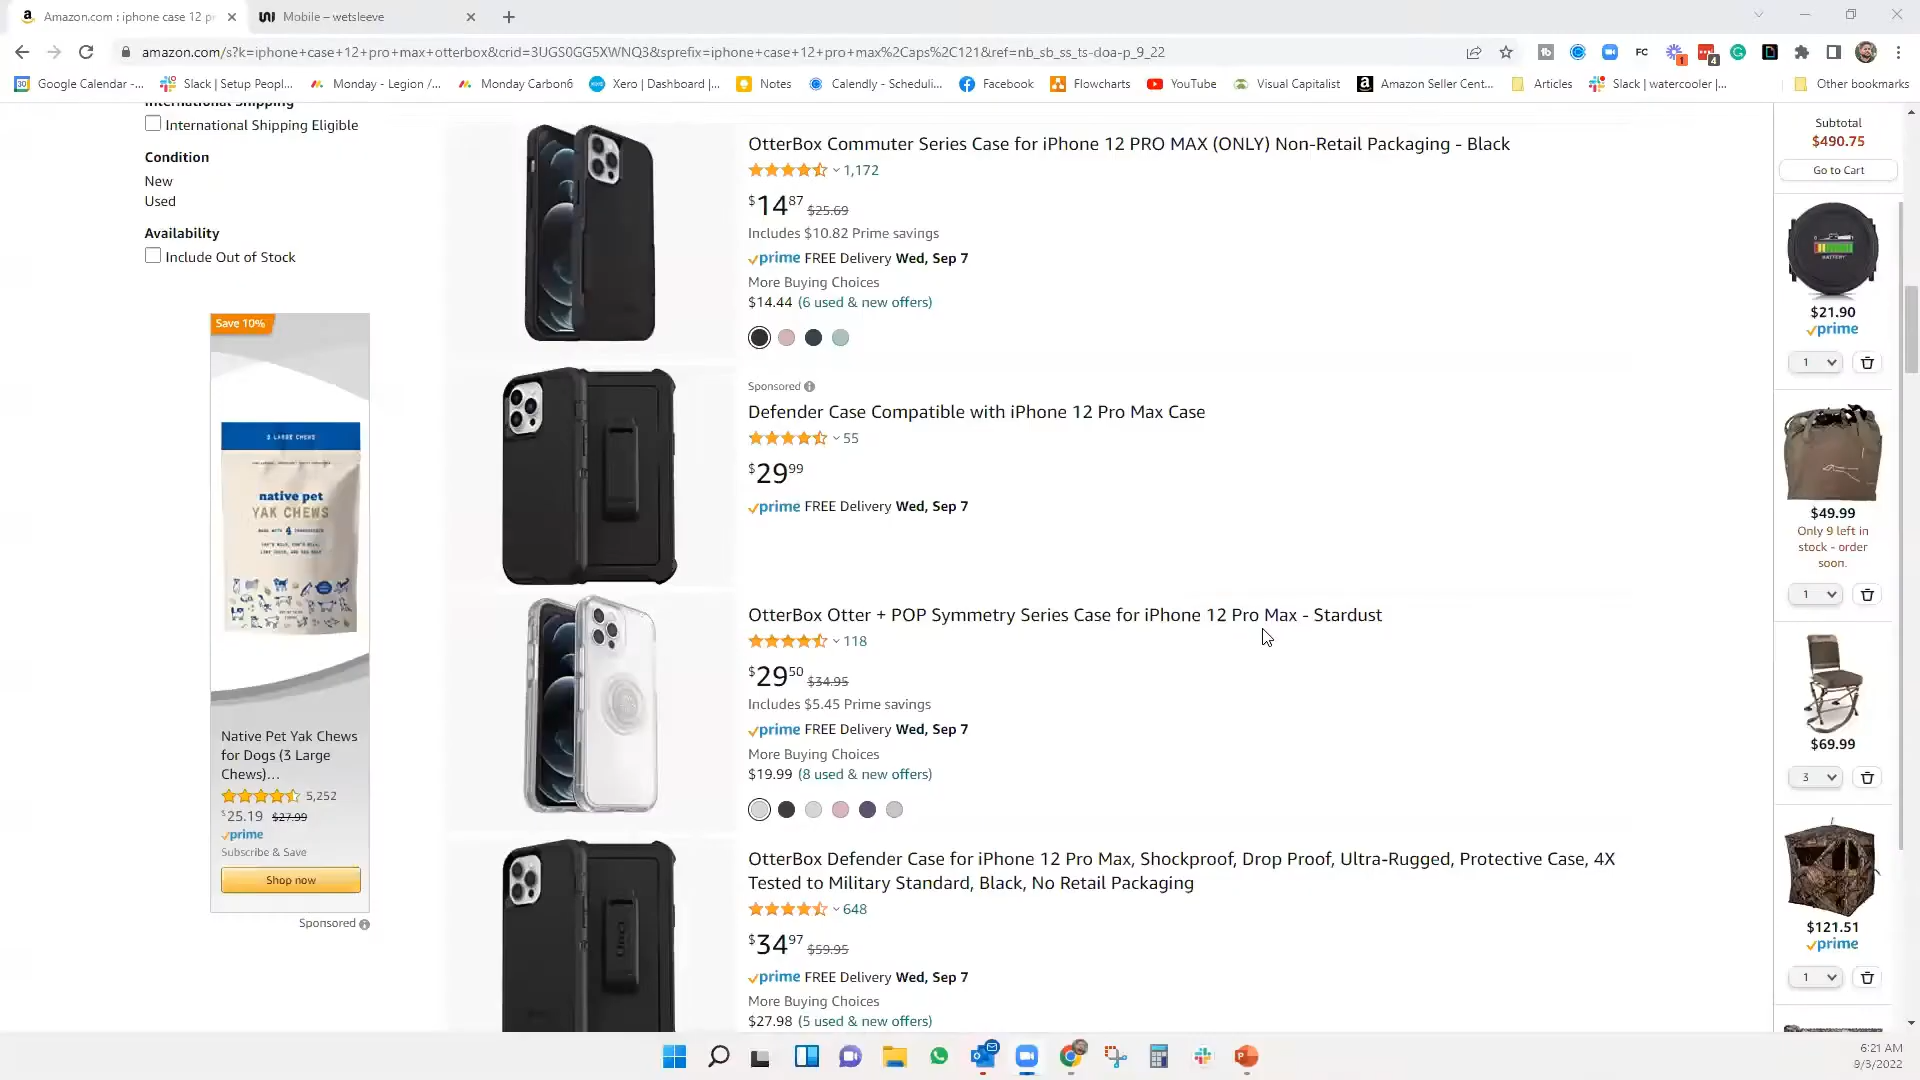 Amazon.com : iphone case 12 pr
Mobile – wetsleeve
amazon.com/s?k=iphone+case+12+pro+max+otterbox&crid=3UGS0GG5XWNQ3&sprefix=iphone+case+12+pro+max%2Caps%2C121&ref=nb_sb_ss_ts-doa-p_9_22
Google Calendar -...
Slack | Setup Peopl...
Monday - Legion /...
Monday Carbon6
Xero | Dashboard |...
Notes
Calendly - Scheduli...
Facebook
Flowcharts
YouTube
Visual Capitalist
Amazon Seller Cent...
Articles
Slack | watercooler |...
Other bookmarks
International Shipping
International Shipping Eligible
Condition
New
Used
Availability
Include Out of Stock
Save 10%
3 LARGE CHEWS
native pet
YAK CHEWS
Native Pet Yak Chews
for Dogs (3 Large
Chews)...
5,252
$25.19 $27.99
prime
Subscribe & Save
Shop now
Sponsored
OtterBox Commuter Series Case for iPhone 12 PRO MAX (ONLY) Non-Retail Packaging - Black
1,172
$14 87 $25.69
Includes $10.82 Prime savings
prime FREE Delivery Wed, Sep 7
More Buying Choices
$14.44 (6 used & new offers)
Sponsored
Defender Case Compatible with iPhone 12 Pro Max Case
55
$29 99
prime FREE Delivery Wed, Sep 7
OtterBox Otter + POP Symmetry Series Case for iPhone 12 Pro Max - Stardust
118
$29 50 $34.95
Includes $5.45 Prime savings
prime FREE Delivery Wed, Sep 7
More Buying Choices
$19.99 (8 used & new offers)
OtterBox Defender Case for iPhone 12 Pro Max, Shockproof, Drop Proof, Ultra-Rugged, Protective Case, 4X
Tested to Military Standard, Black, No Retail Packaging
648
$34 97 $59.95
prime FREE Delivery Wed, Sep 7
More Buying Choices
$27.98 (5 used & new offers)
Subtotal
$490.75
Go to Cart
BATTERY
$21.90
prime
1
$49.99
Only 9 left in
stock - order
soon.
1
$69.99
3
$121.51
prime
1
6:21 AM
9/3/2022